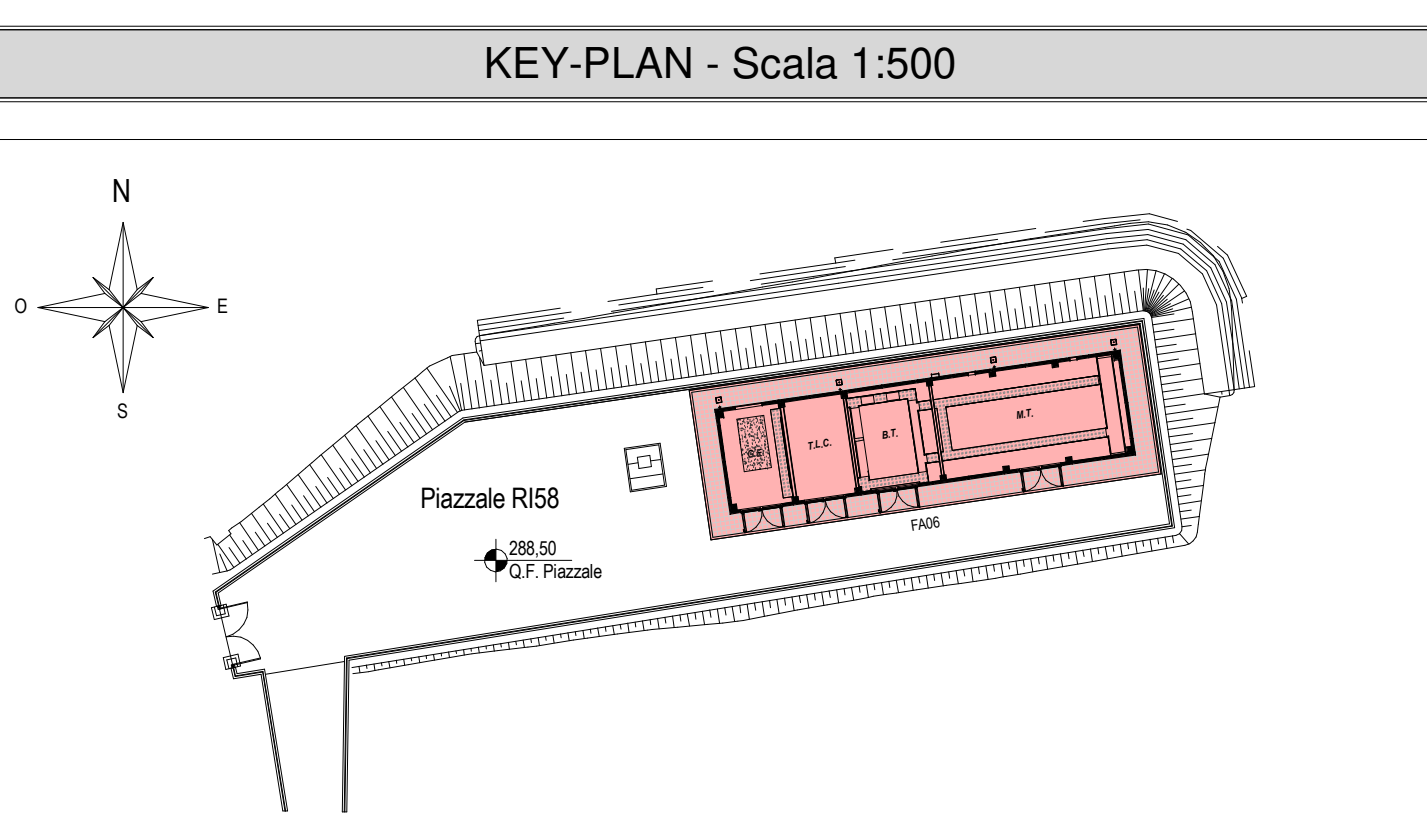 KEY-PLAN - Scala 1:500
N
O
E
S
M.T.
B.T.
T.L.C.
G.E.
Piazzale RI58
FA06
288,50
Q.F. Piazzale